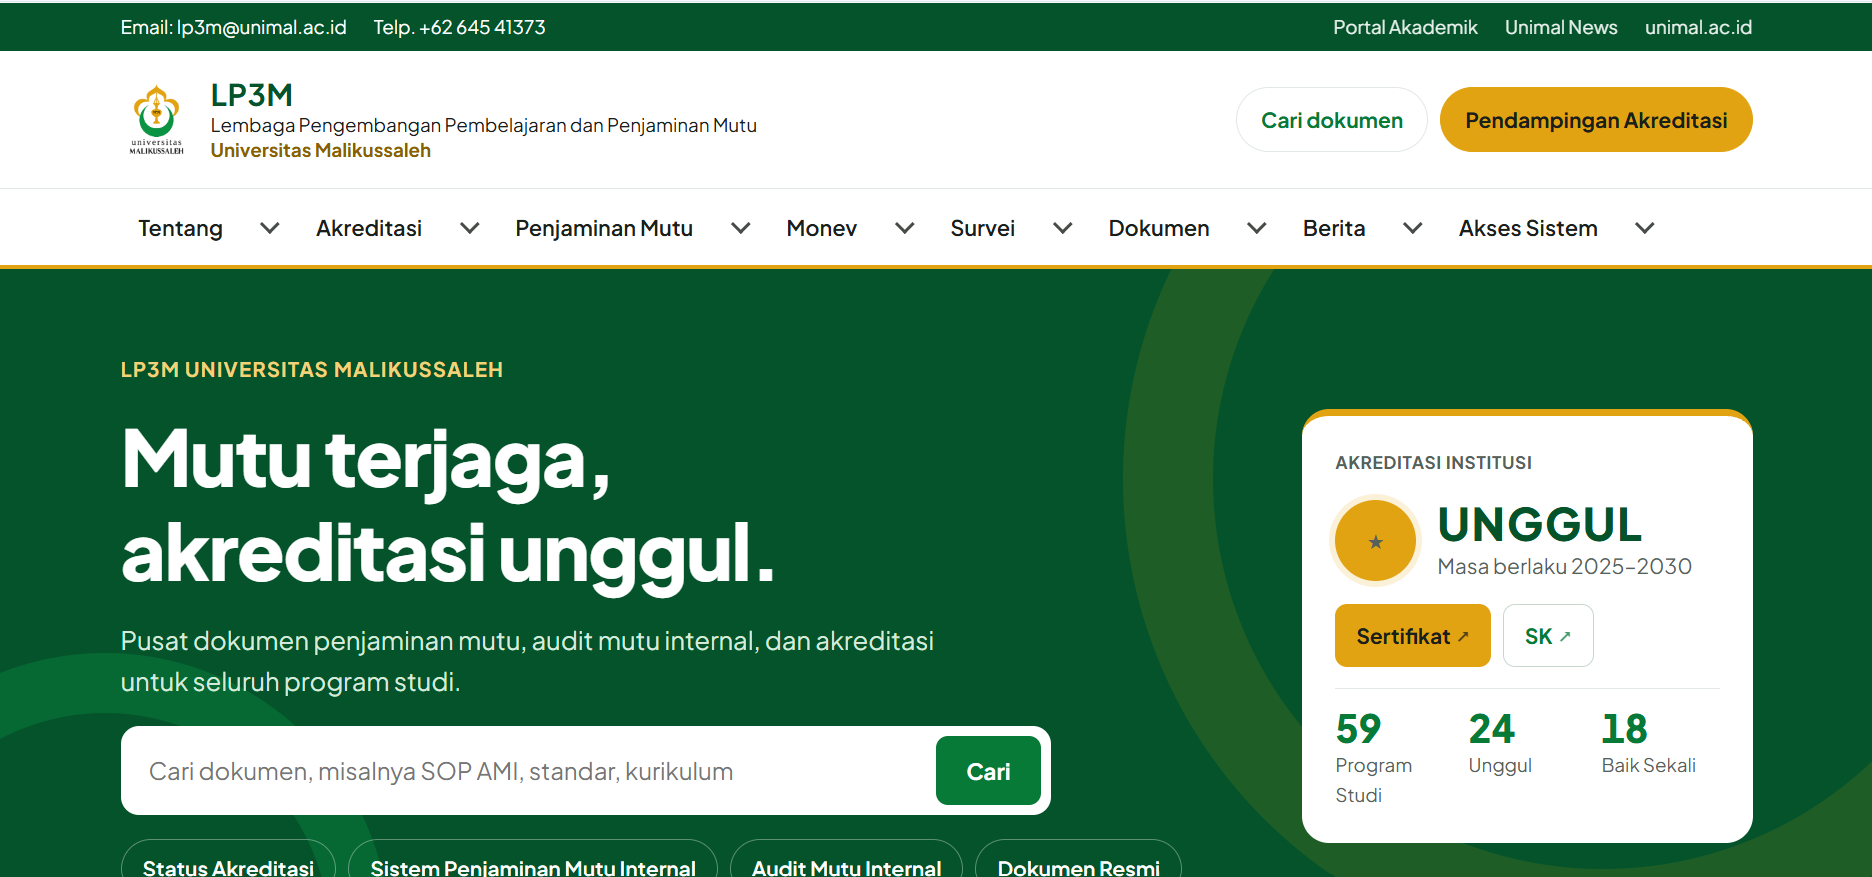 Email: lp3m@unimal.ac.id Telp. +62 645 41373
Portal Akademik Unimal News unimal.ac.id
universitas
MALIKUSSALEH
LP3M
Lembaga Pengembangan Pembelajaran dan Penjaminan Mutu
Universitas Malikussaleh
Cari dokumen
Pendampingan Akreditasi
Tentang Akreditasi Penjaminan Mutu Monev Survei Dokumen Berita Akses Sistem
LP3M UNIVERSITAS MALIKUSSALEH
Mutu terjaga,
akreditasi unggul.
Pusat dokumen penjaminan mutu, audit mutu internal, dan akreditasi
untuk seluruh program studi.
Cari dokumen, misalnya SOP AMI, standar, kurikulum
Cari
Status Akreditasi
Sistem Penjaminan Mutu Internal
Audit Mutu Internal
Dokumen Resmi
AKREDITASI INSTITUSI
★
UNGGUL
Masa berlaku 2025–2030
Sertifikat ↗
SK ↗
59
Program
Studi
24
Unggul
18
Baik Sekali